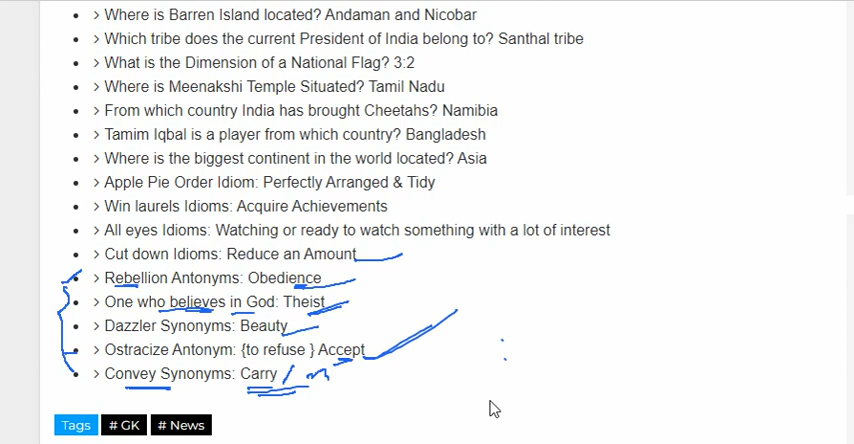 > Where is Barren Island located? Andaman and Nicobar
> Which tribe does the current President of India belong to? Santhal tribe
> What is the Dimension of a National Flag? 3:2
> Where is Meenakshi Temple Situated? Tamil Nadu
> From which country India has brought Cheetahs? Namibia
> Tamim Iqbal is a player from which country? Bangladesh
> Where is the biggest continent in the world located? Asia
> Apple Pie Order Idiom: Perfectly Arranged & Tidy
> Win laurels Idioms: Acquire Achievements
> All eyes Idioms: Watching or ready to watch something with a lot of interest
> Cut down Idioms: Reduce an Amount
> Rebellion Antonyms: Obedience
> One who believes in God: Theist
> Dazzler Synonyms: Beauty
> Ostracize Antonym: {to refuse } Accept
> Convey Synonyms: Carry
Tags # GK # News